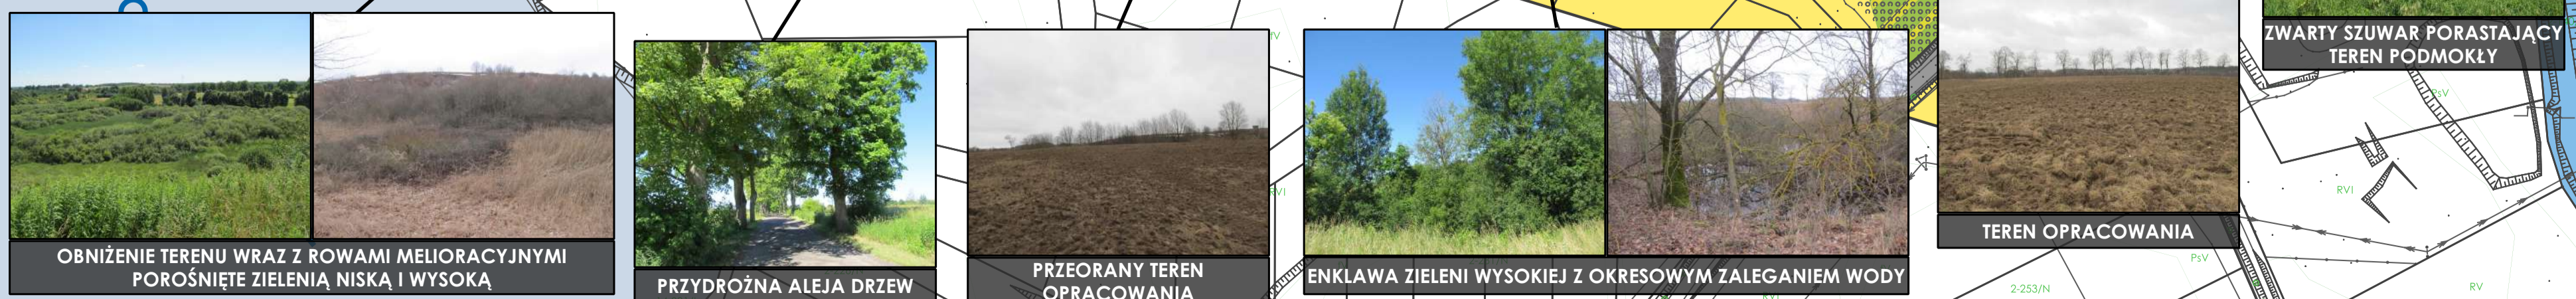 ZWARTY SZUWAR PORASTAJĄCY
TEREN PODMOKŁY
PsV
RVI
RVI
TEREN OPRACOWANIA
OBNIŻENIE TERENU WRAZ Z ROWAMI MELIORACYJNYMI
POROŚNIĘTE ZIELENIĄ NISKĄ I WYSOKĄ
PRZYDROŻNA ALEJA DRZEW
PRZEORANY TEREN
OPRACOWANIA
ENKLAWA ZIELENI WYSOKIEJ Z OKRESOWYM ZALEGANIEM WODY
PsV
2-253/N
RV